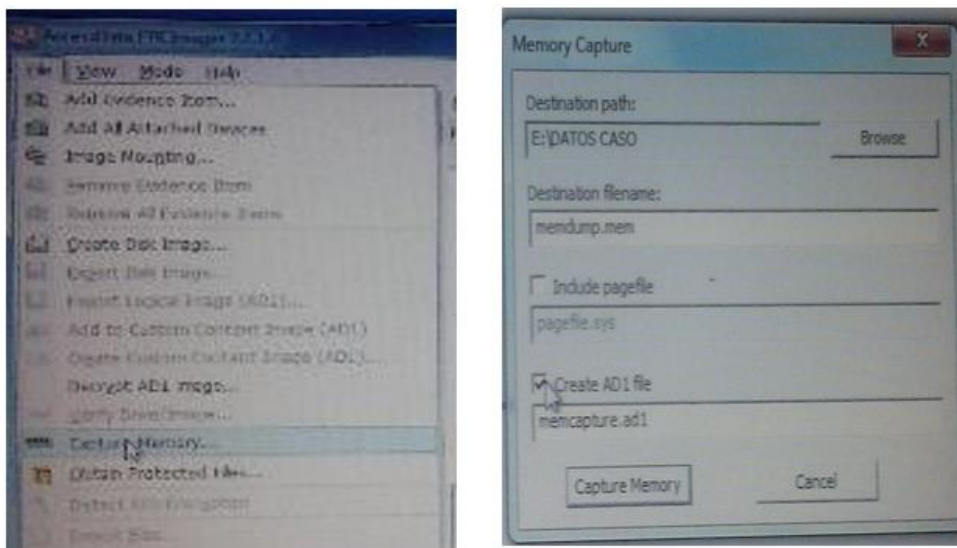 AccessData FTK Imager
View Mode Help
Add Evidence Item...
Add All Attached Devices
Image Mounting...
Remove Evidence Item
Remove All Evidence Items
Create Disk Image...
Export Disk Image...
Export Logical Image (AD1)...
Add to Custom Content Image (AD1)
Create Custom Content Image (AD1)...
Decrypt AD1 image...
Verify Drive/Image...
Capture Memory...
Obtain Protected Files...
Detect EFS Encryption
Export Files...
Memory Capture
Destination path:
E:\DATOS CASO
Browse
Destination filename:
memdump.mem
Include pagefile
pagefile.sys
Create AD1 file
memcapture.ad1
Capture Memory
Cancel